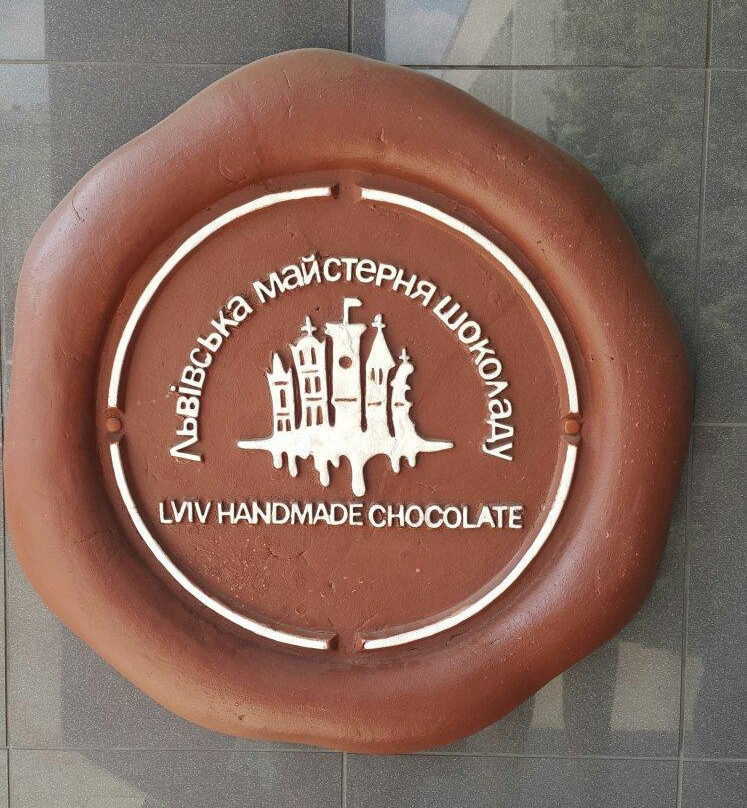 Львівська майстерня шоколаду
LVIV HANDMADE CHOCOLATE